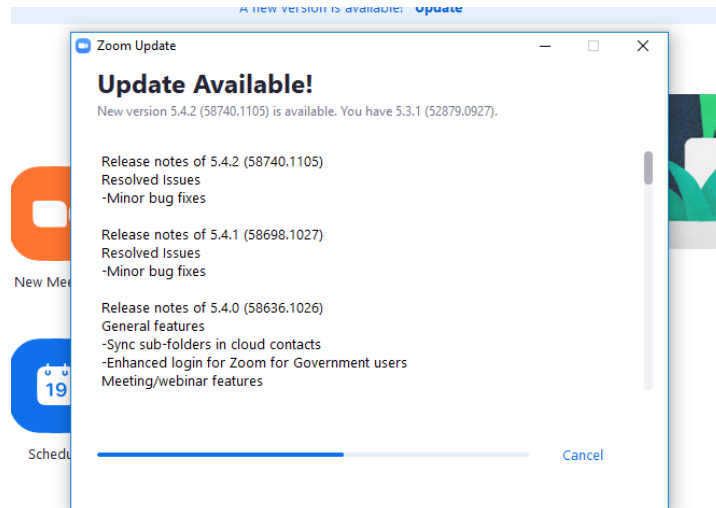 A new version is available! Update
Zoom Update
Update Available!
New version 5.4.2 (58740.1105) is available. You have 5.3.1 (52879.0927).
Release notes of 5.4.2 (58740.1105)
Resolved Issues
-Minor bug fixes
Release notes of 5.4.1 (58698.1027)
Resolved Issues
-Minor bug fixes
Release notes of 5.4.0 (58636.1026)
General features
-Sync sub-folders in cloud contacts
-Enhanced login for Zoom for Government users
Meeting/webinar features
New Mee
19
Schedu
Cancel